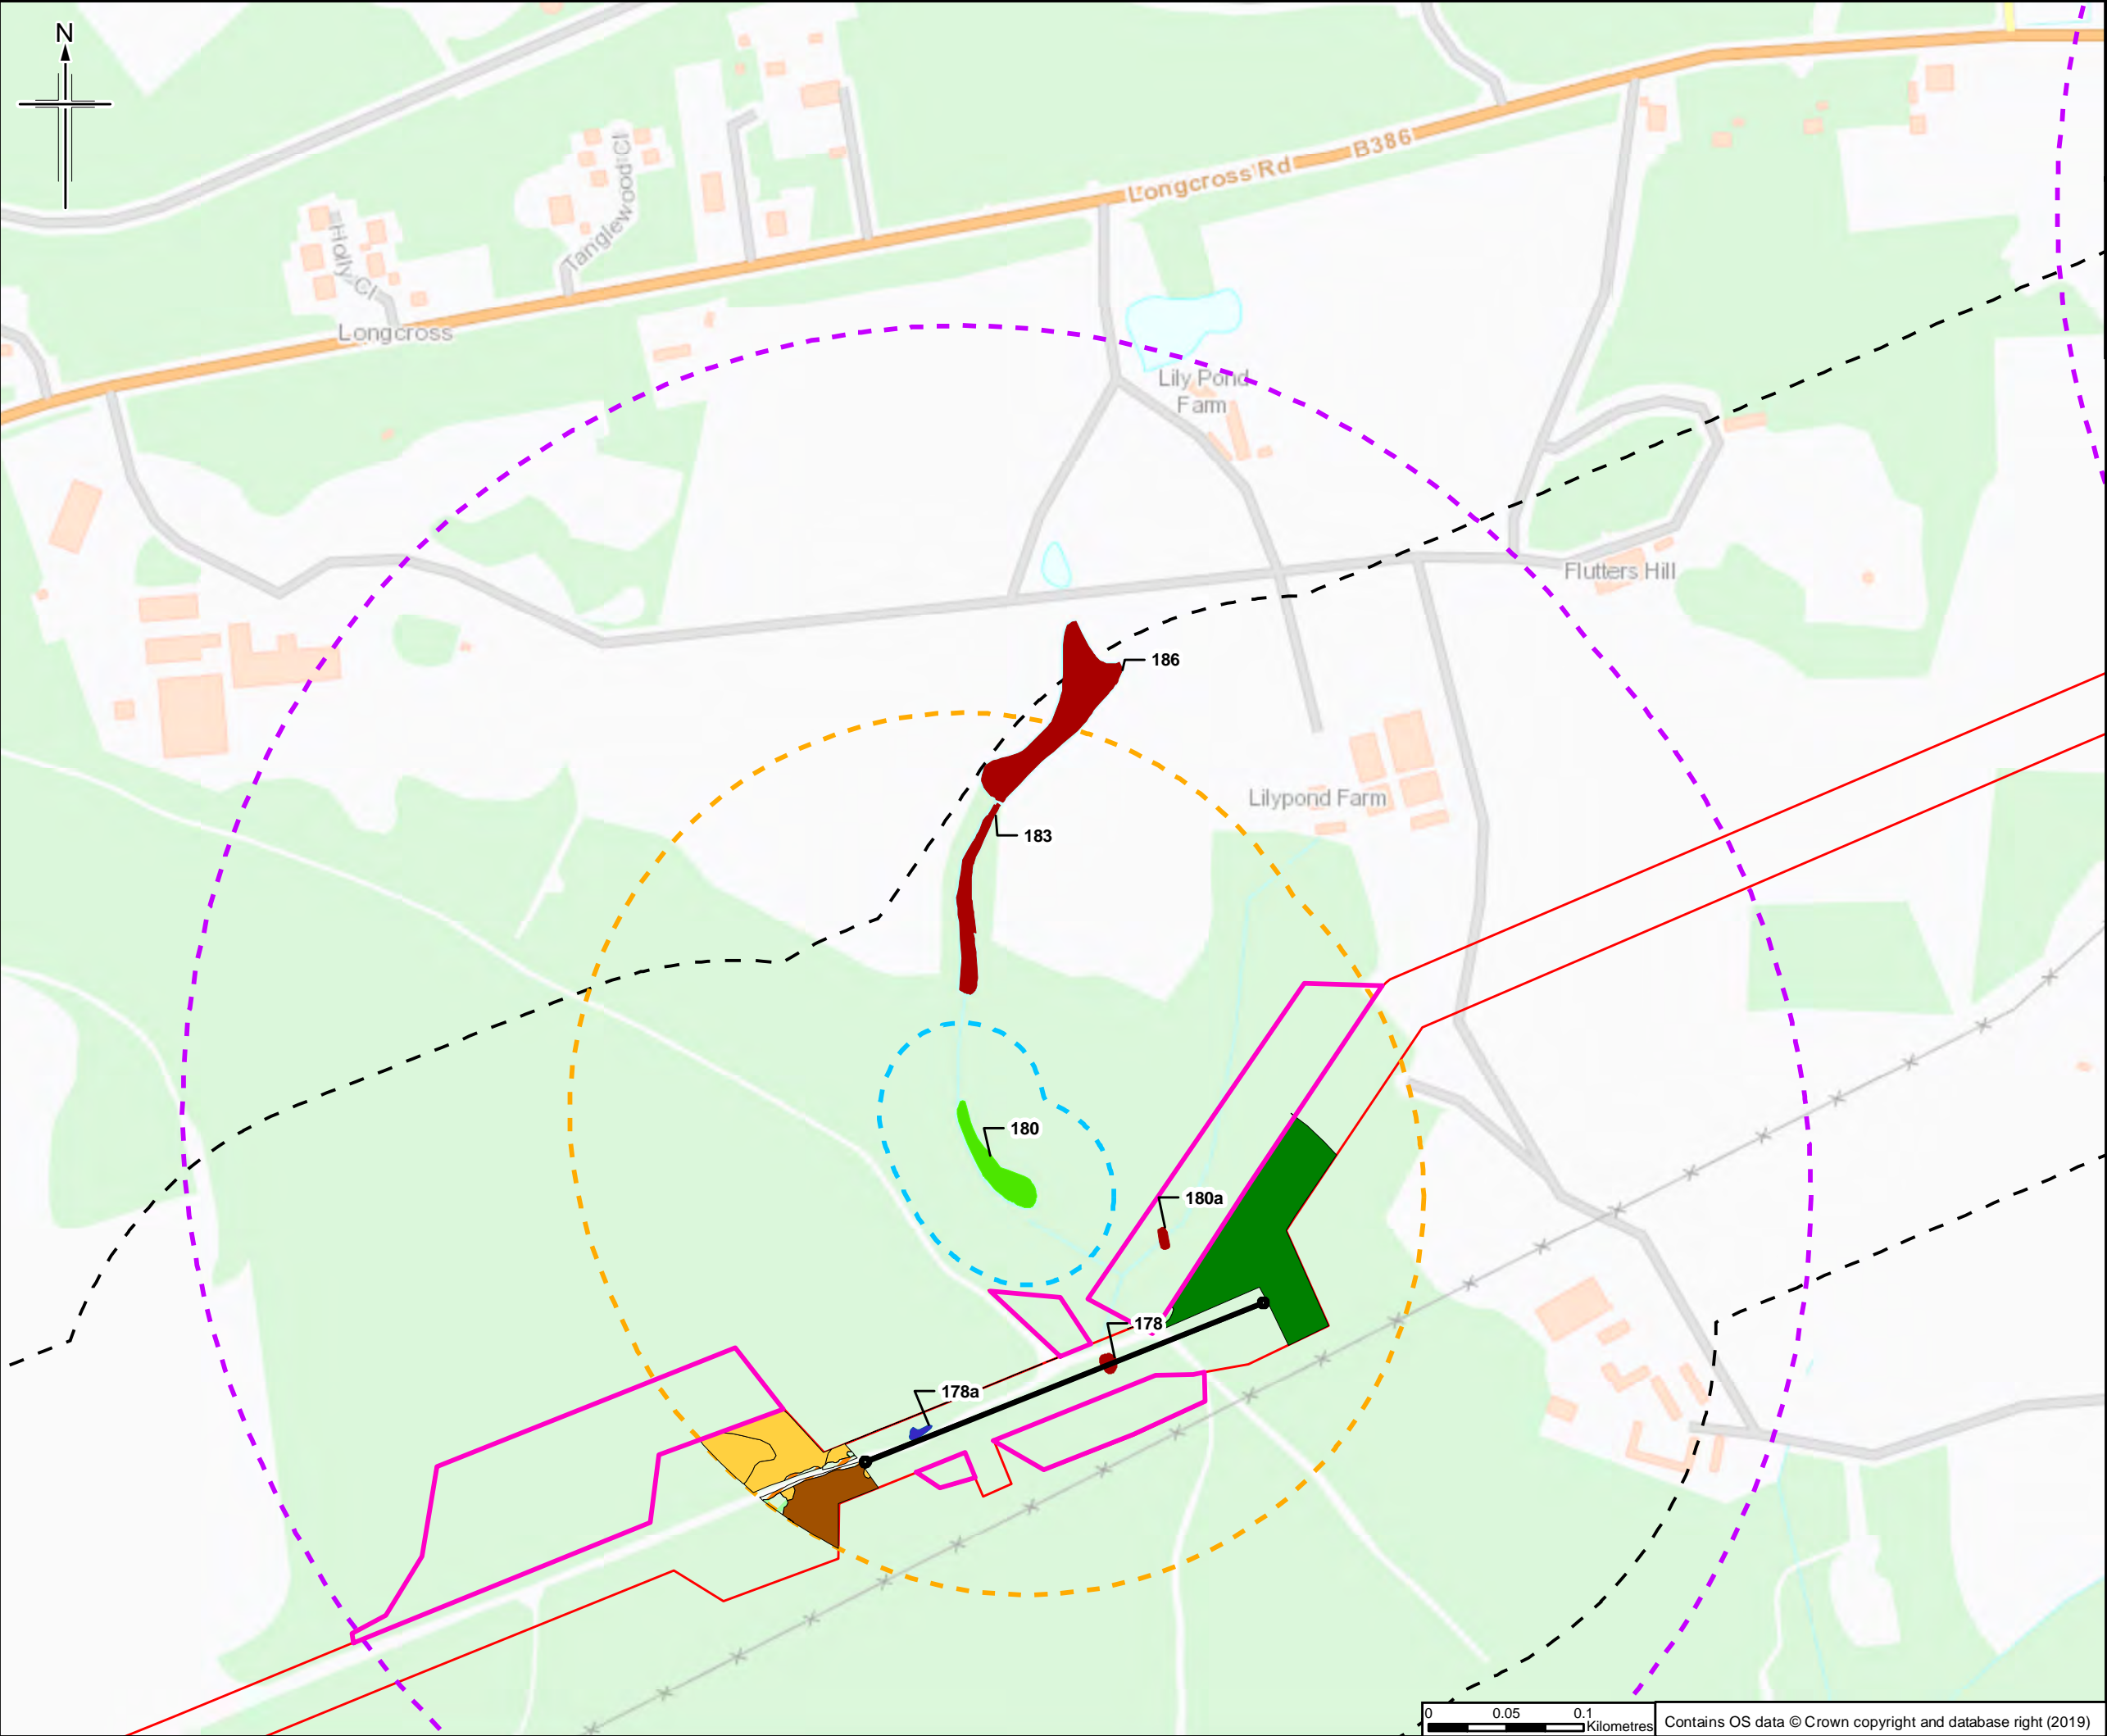 N
Longcross Rd
B386
Tanglewood Cl
Holly Cl
Longcross
Lily Pond
Farm
Flutters Hill
186
Lilypond Farm
183
180
180a
178
178a
0 0.05 0.1
Kilometres
Contains OS data © Crown copyright and database right (2019)